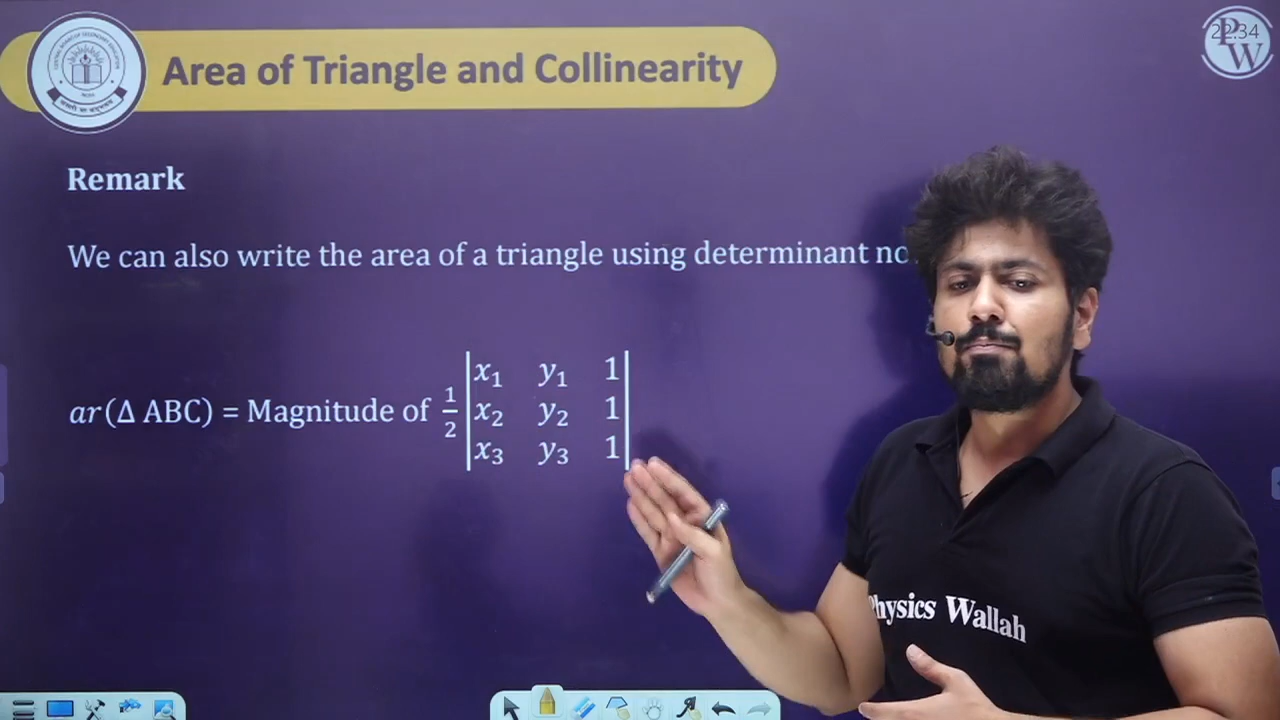 Area of Triangle and Collinearity
22:34
PW
Remark
We can also write the area of a triangle using determinant
ar(Δ ABC) = Magnitude of 1/2 |x₁ y₁ 1|
|x₂ y₂ 1|
|x₃ y₃ 1|
Physics Wallah